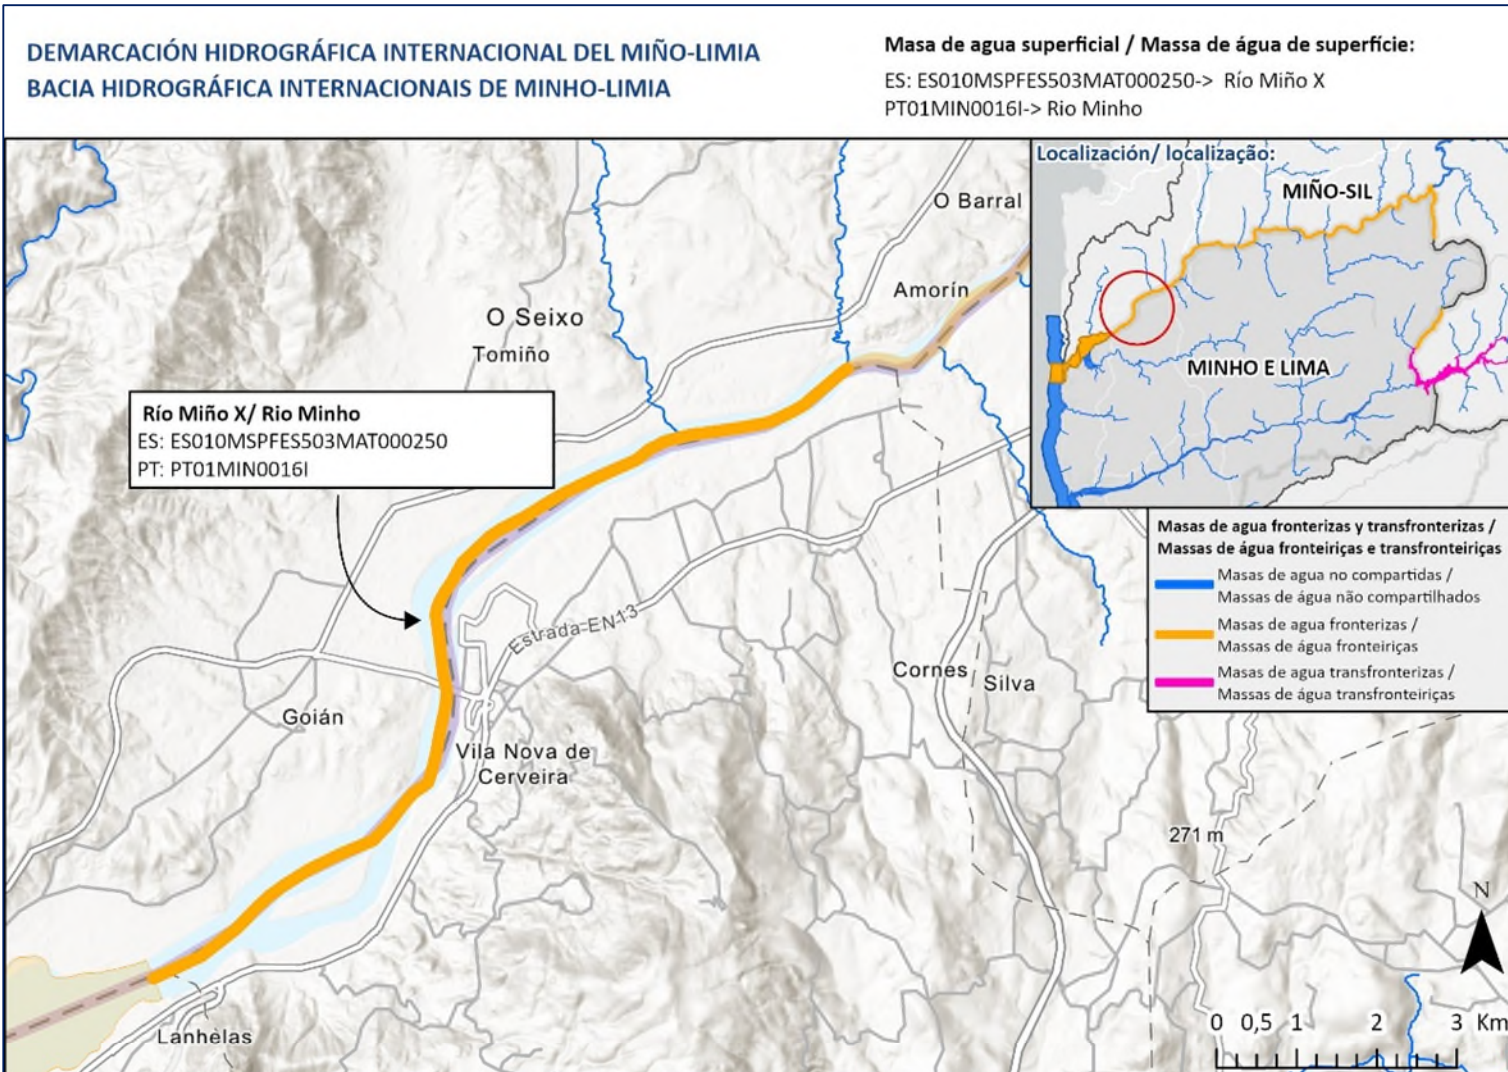 DEMARCACIÓN HIDROGRÁFICA INTERNACIONAL DEL MIÑO-LIMIA
BACIA HIDROGRÁFICA INTERNACIONAIS DE MINHO-LIMIA
Masa de agua superficial / Massa de água de superfície:
ES: ES010MSPFES503MAT000250-> Río Miño X
PT01MIN0016I-> Rio Minho
Localización/ localização:
MIÑO-SIL
MINHO E LIMA
O Barral
Amorín
O Seixo
Tomiño
Río Miño X/ Rio Minho
ES: ES010MSPFES503MAT000250
PT: PT01MIN0016I
Masas de agua fronterizas y transfronterizas /
Massas de água fronteiriças e transfronteiriças
Masas de agua no compartidas /
Massas de água não compartilhados
Masas de agua fronterizas /
Massas de água fronteiriças
Masas de agua transfronterizas /
Massas de água transfronteiriças
Estrada-EN-13
Cornes
Silva
Goián
Vila Nova de
Cerveira
271 m
N
Lanhelas
0 0,5 1 2 3 Km